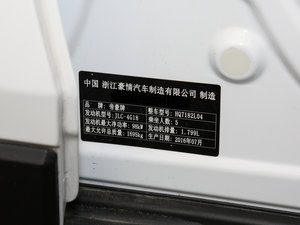 中国 浙江豪情汽车制造有限公司 制造
品牌: 帝豪牌 整车型号: HQ7182L04
发动机型号: JLC-4G18 乘坐人数: 5
发动机最大净功率: 98kW 发动机排量: 1.799L
最大允许总质量: 1695kg 生产日期: 2016年07月